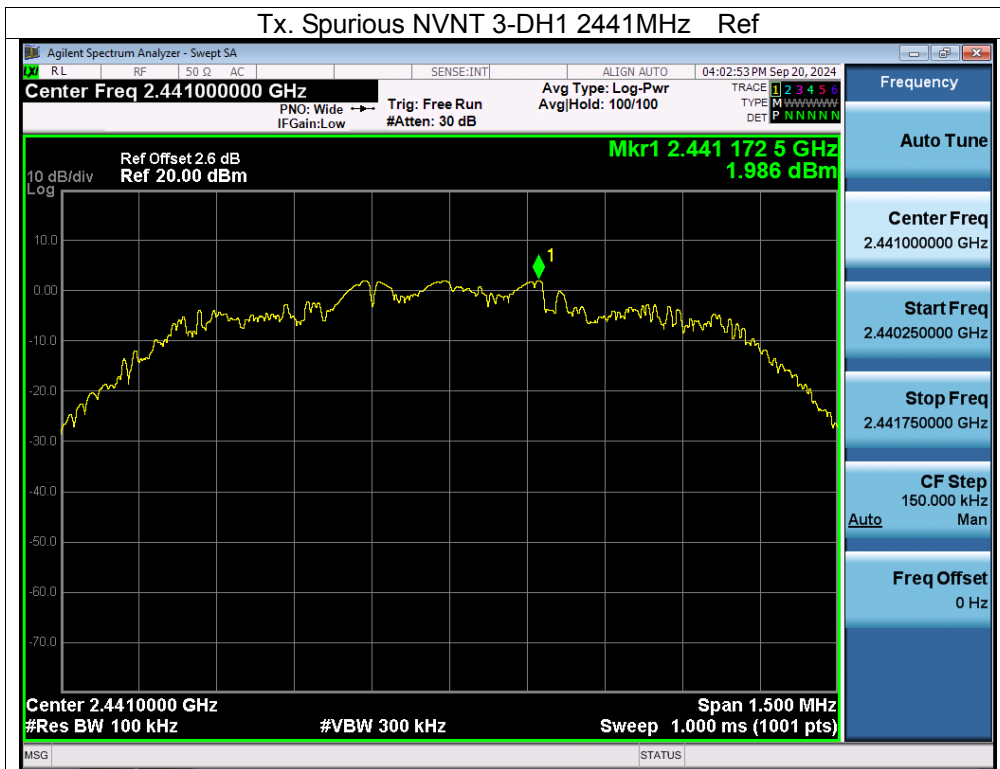 Tx. Spurious NVNT 3-DH1 2441MHz Ref
Agilent Spectrum Analyzer - Swept SA
LXI RL RF 50 Ω AC SENSE:INT ALIGN AUTO 04:02:53 PM Sep 20, 2024
Center Freq 2.441000000 GHz
PNO: Wide
IFGain:Low
Trig: Free Run
#Atten: 30 dB
Avg Type: Log-Pwr
Avg|Hold: 100/100
TRACE 1 2 3 4 5 6
TYPE M WWWWW
DET P N N N N N
Mkr1 2.441 172 5 GHz
1.986 dBm
Ref Offset 2.6 dB
Ref 20.00 dBm
10 dB/div
Log
10.0
0.00
-10.0
-20.0
-30.0
-40.0
-50.0
-60.0
-70.0
1
Center 2.4410000 GHz
Span 1.500 MHz
#Res BW 100 kHz
#VBW 300 kHz
Sweep 1.000 ms (1001 pts)
MSG
STATUS
Frequency
Auto Tune
Center Freq
2.441000000 GHz
Start Freq
2.440250000 GHz
Stop Freq
2.441750000 GHz
CF Step
150.000 kHz
Auto Man
Freq Offset
0 Hz